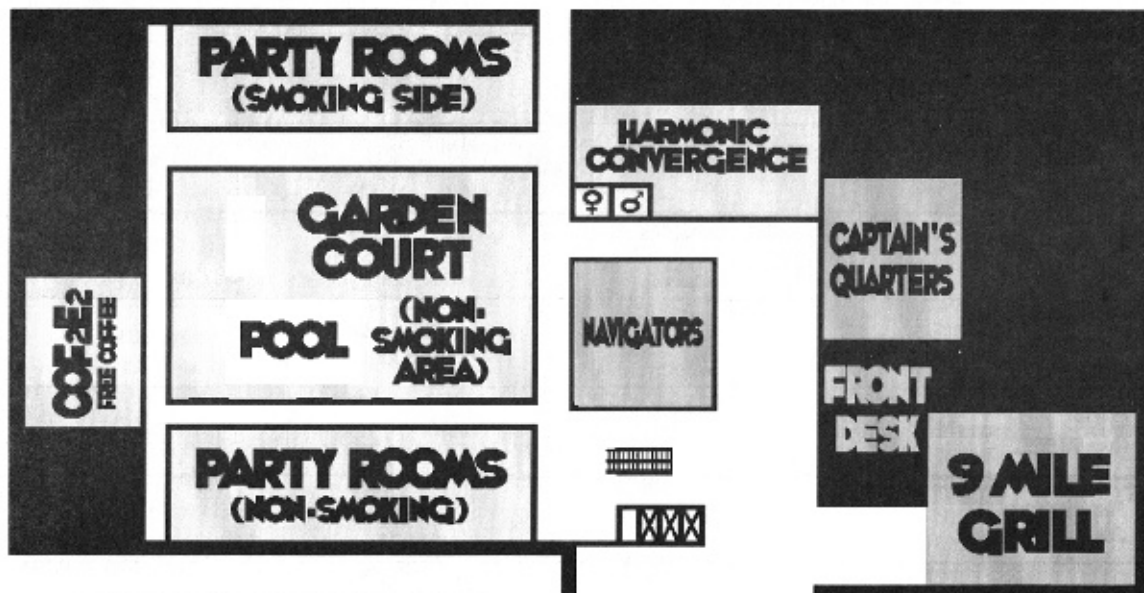 PARTY ROOMS
(SMOKING SIDE)
HARMONIC
CONVERGENCE
GARDEN
COURT
(NON-
SMOKING
AREA)
POOL
CAPTAIN'S
QUARTERS
NAVIGATORS
COF2E2
FREE COFFEE
FRONT
DESK
PARTY ROOMS
(NON-SMOKING)
9 MILE
GRILL